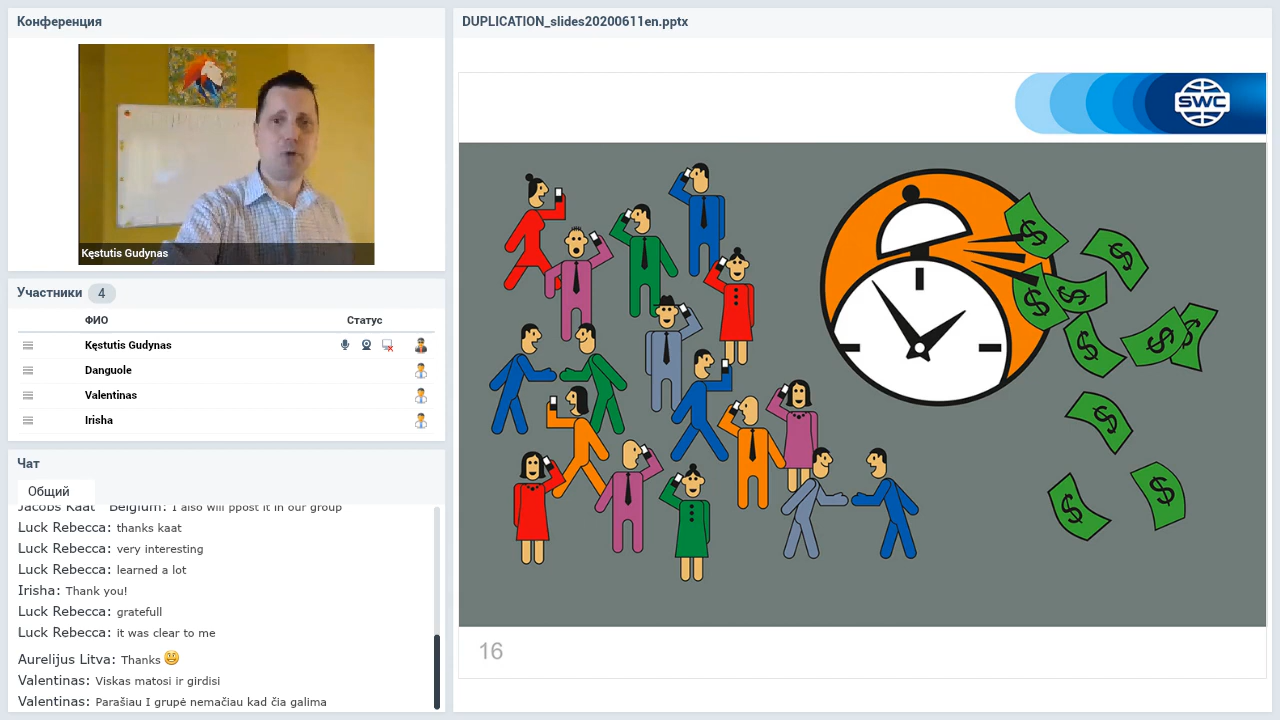 Конференция
Kęstutis Gudynas
Участники 4
ФИО Статус
Kęstutis Gudynas
Danguole
Valentinas
Irisha
Чат
Общий
Jacobs Kaat Belgium: I also will ppost it in our group
Luck Rebecca: thanks kaat
Luck Rebecca: very interesting
Luck Rebecca: learned a lot
Irisha: Thank you!
Luck Rebecca: gratefull
Luck Rebecca: it was clear to me
Aurelijus Litva: Thanks
Valentinas: Viskas matosi ir girdisi
Valentinas: Parašiau I grupė nemačiau kad čia galima
DUPLICATION_slides20200611en.pptx
SWC
$
$
$
$
$
$
$
$
$
$
16